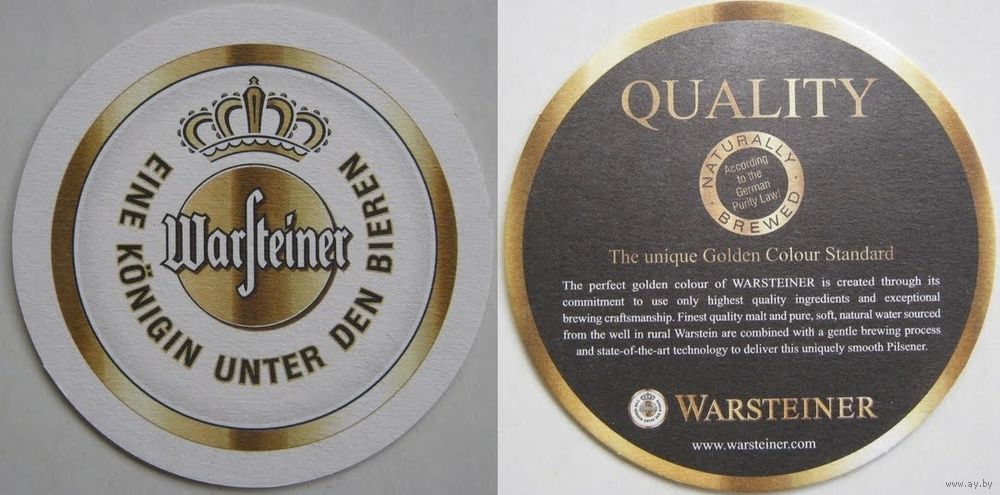 EINE KÖNIGIN UNTER DEN BIEREN
Warsteiner
QUALITY
NATURALLY
According
to the
German
Purity Law!
BREWED
The unique Golden Colour Standard
The perfect golden colour of WARSTEINER is created through its
commitment to use only highest quality ingredients and exceptional
brewing craftsmanship. Finest quality malt and pure, soft, natural water sourced
from the well in rural Warstein are combined with a gentle brewing process
and state-of-the-art technology to deliver this uniquely smooth Pilsener.
WARSTEINER
www.warsteiner.com
www.ay.by